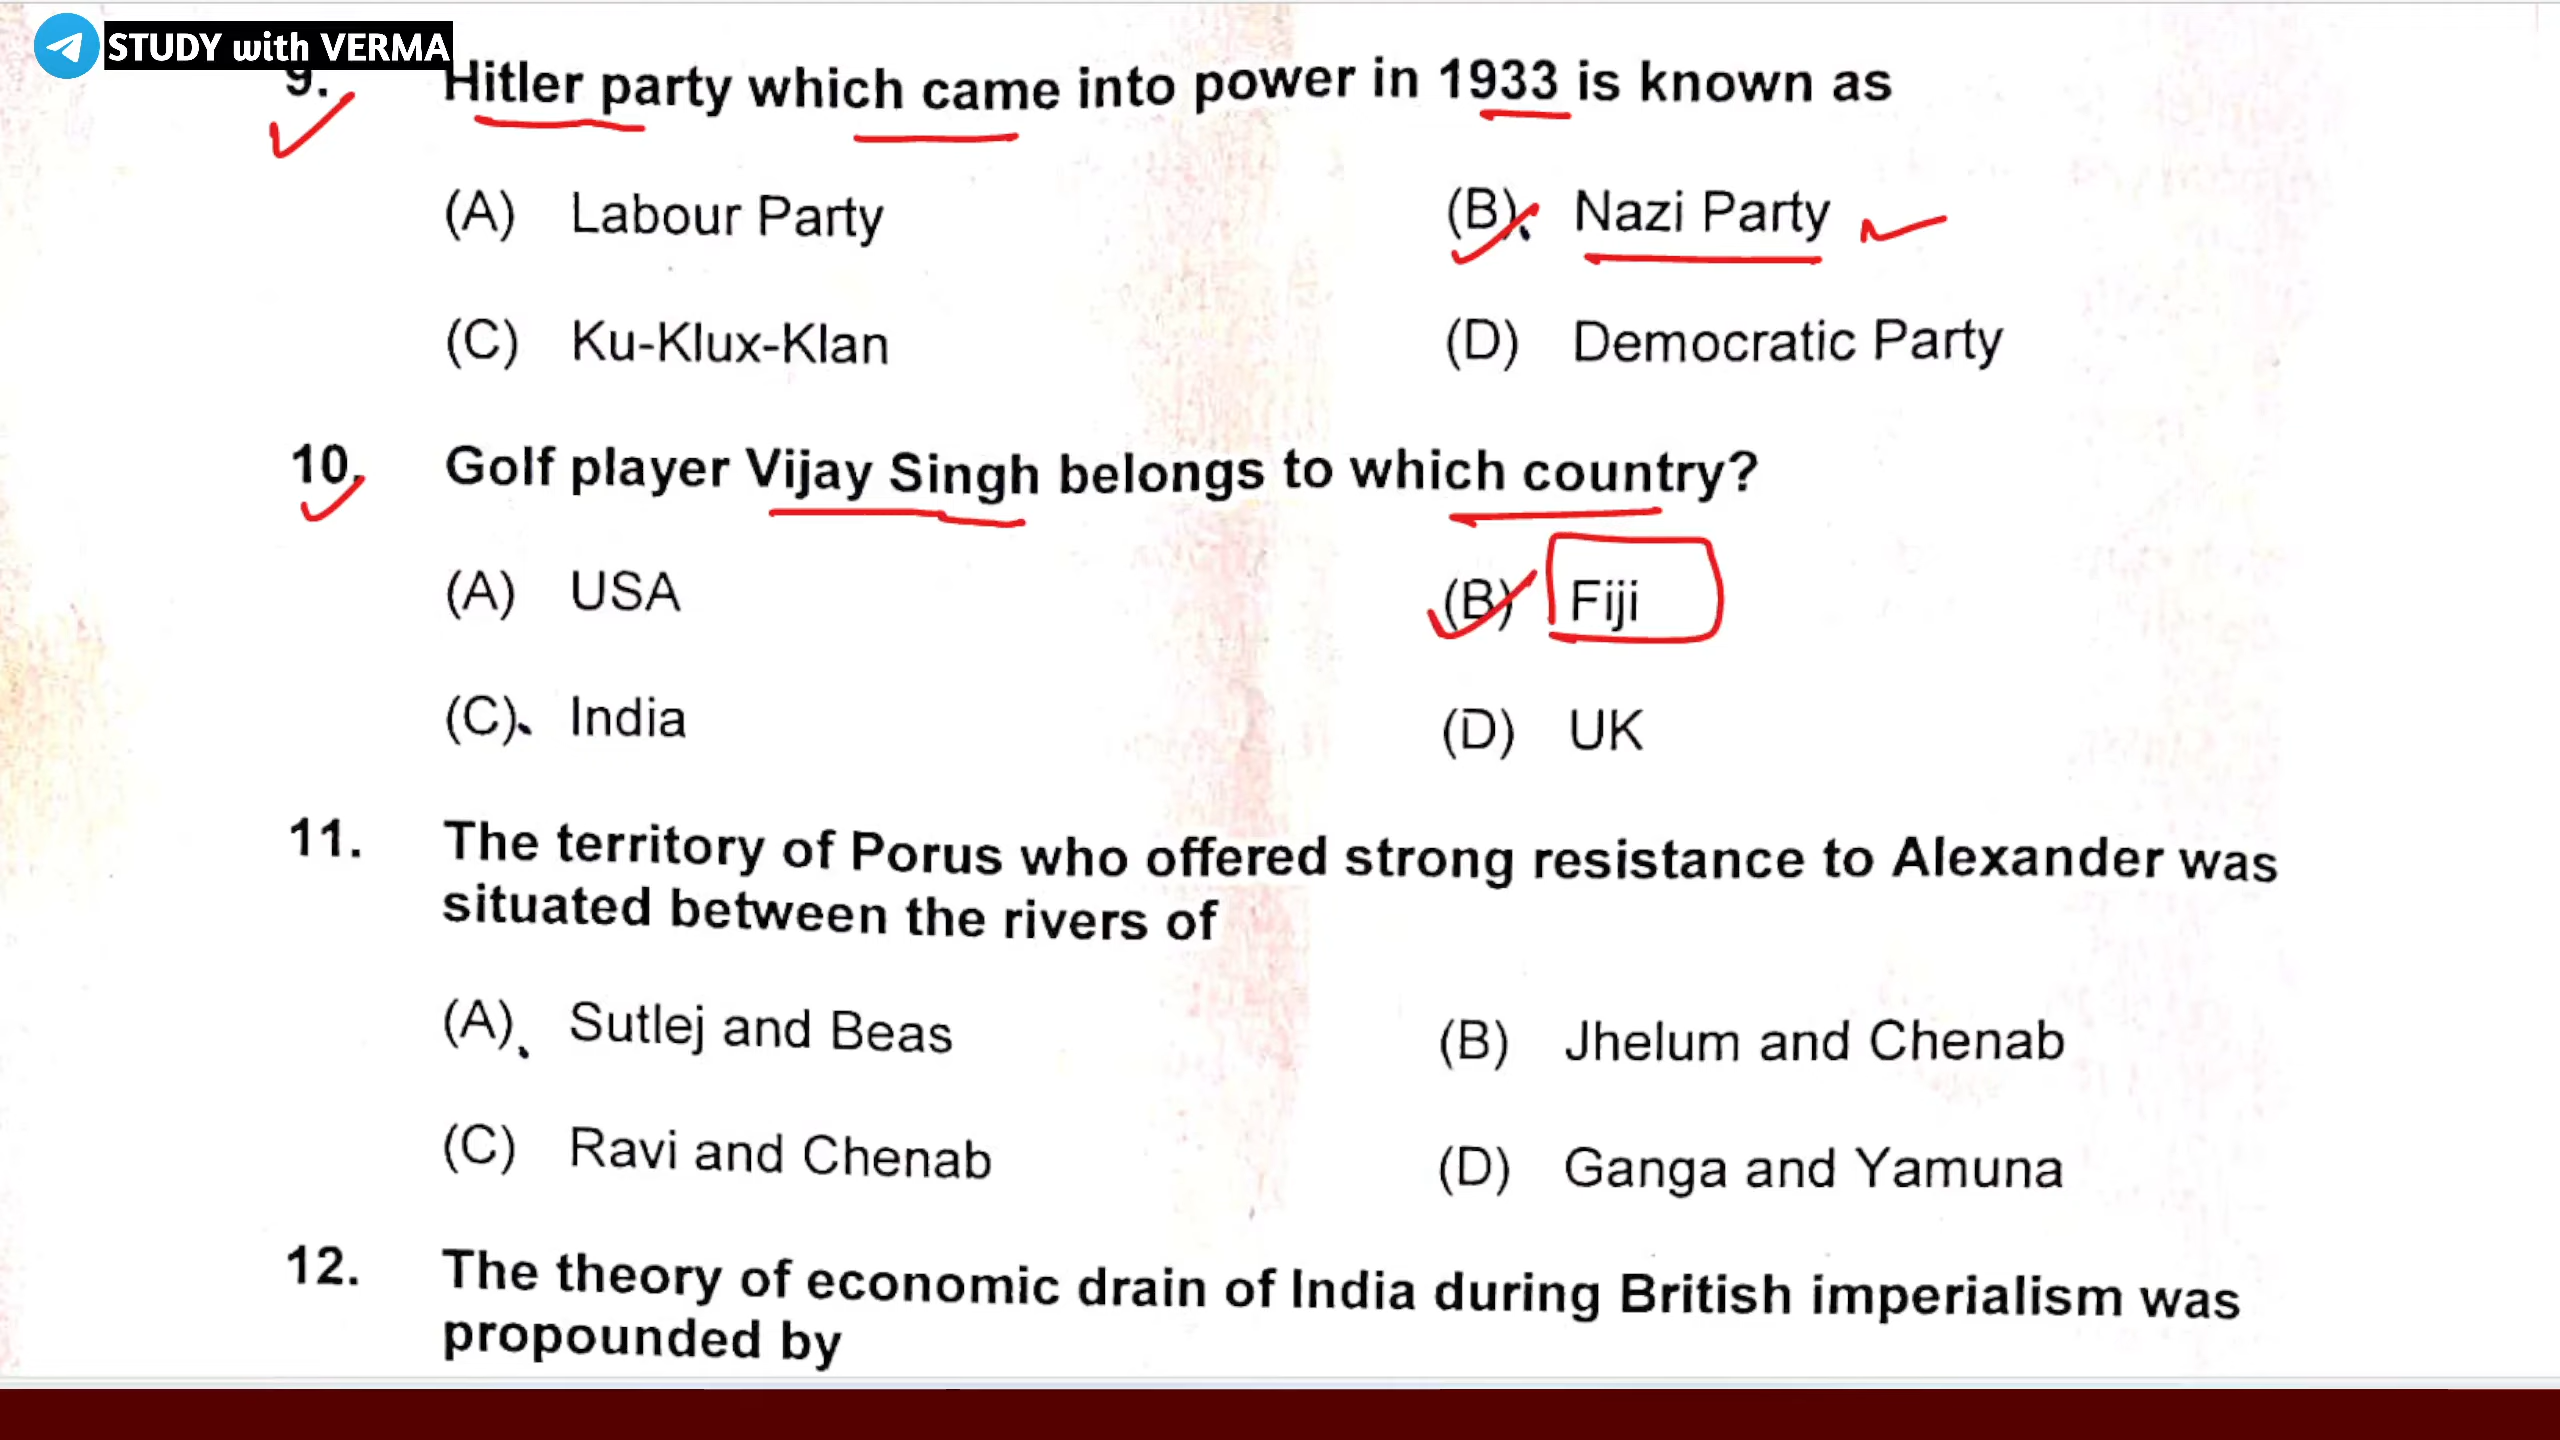 STUDY with VERMA
9. Hitler party which came into power in 1933 is known as
(A) Labour Party (B) Nazi Party
(C) Ku-Klux-Klan (D) Democratic Party
10. Golf player Vijay Singh belongs to which country?
(A) USA (B) Fiji
(C) India (D) UK
11. The territory of Porus who offered strong resistance to Alexander was
situated between the rivers of
(A) Sutlej and Beas (B) Jhelum and Chenab
(C) Ravi and Chenab (D) Ganga and Yamuna
12. The theory of economic drain of India during British imperialism was
propounded by